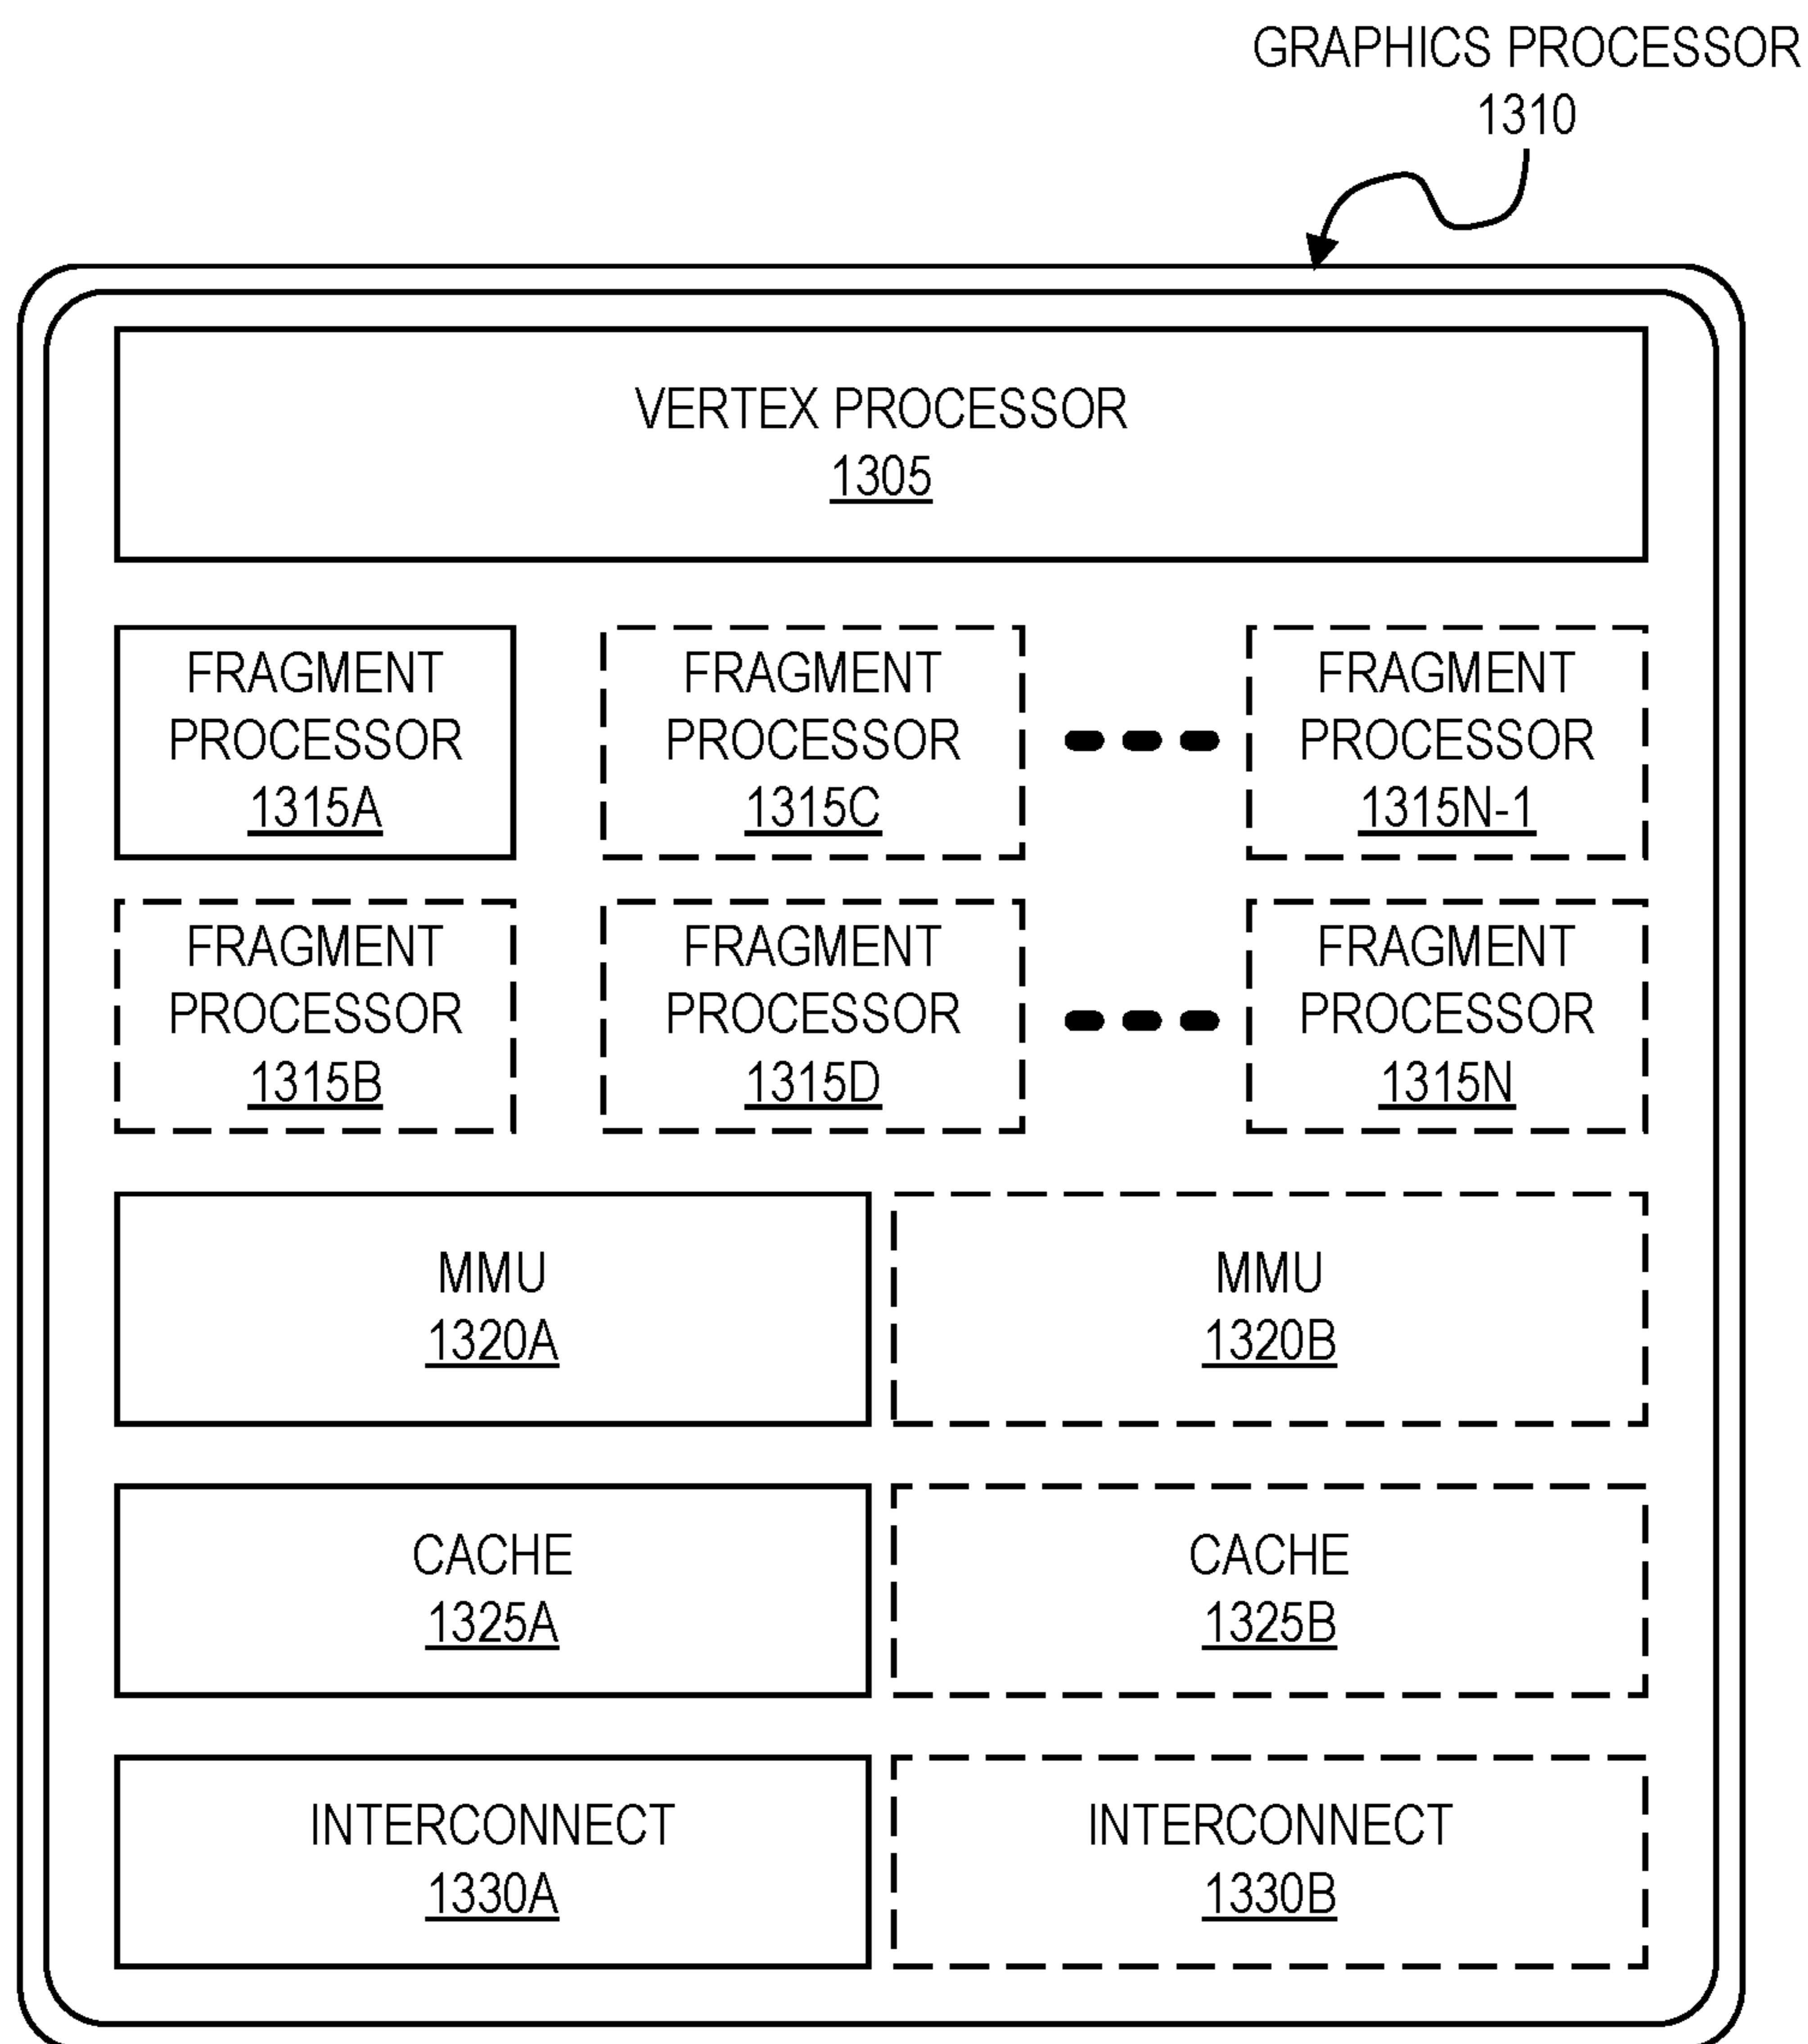 GRAPHICS PROCESSOR
1310
VERTEX PROCESSOR
1305
FRAGMENT
PROCESSOR
1315A
FRAGMENT
PROCESSOR
1315C
FRAGMENT
PROCESSOR
1315N-1
FRAGMENT
PROCESSOR
1315B
FRAGMENT
PROCESSOR
1315D
FRAGMENT
PROCESSOR
1315N
MMU
1320A
MMU
1320B
CACHE
1325A
CACHE
1325B
INTERCONNECT
1330A
INTERCONNECT
1330B